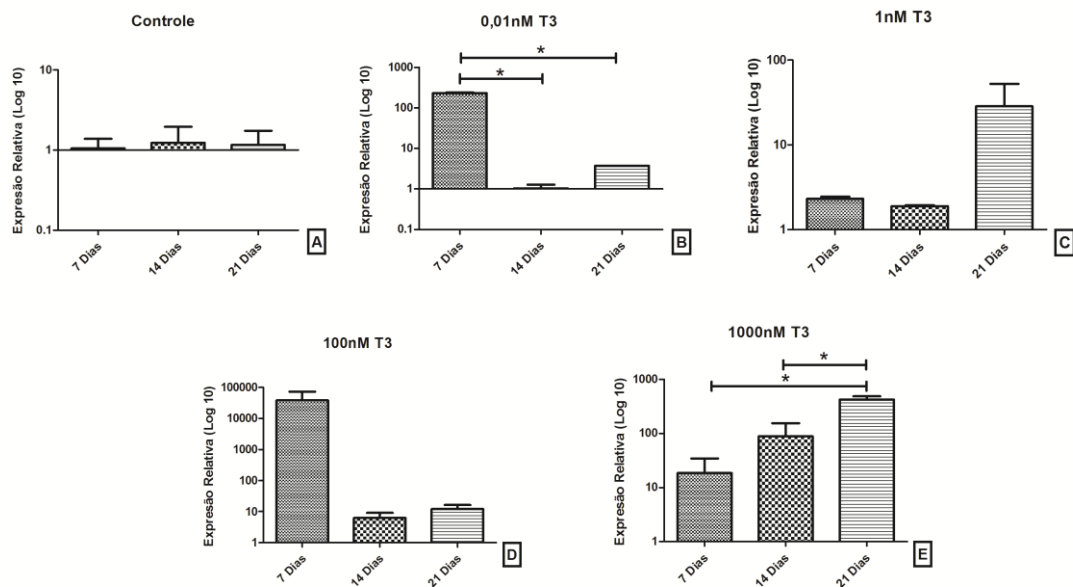 Controle
Expresão Relativa (Log 10)
10
1
0.1
7 Dias
14 Dias
21 Dias
A
0,01nM T3
Expresão Relativa (Log 10)
1000
100
10
1
0.1
*
*
7 Dias
14 Dias
21 Dias
B
1nM T3
Expresão Relativa (Log 10)
100
10
1
7 Dias
14 Dias
21 Dias
C
100nM T3
Expresão Relativa (Log 10)
100000
10000
1000
100
10
1
7 Dias
14 Dias
21 Dias
D
1000nM T3
Expresão Relativa (Log 10)
1000
100
10
1
*
*
7 Dias
14 Dias
21 Dias
E